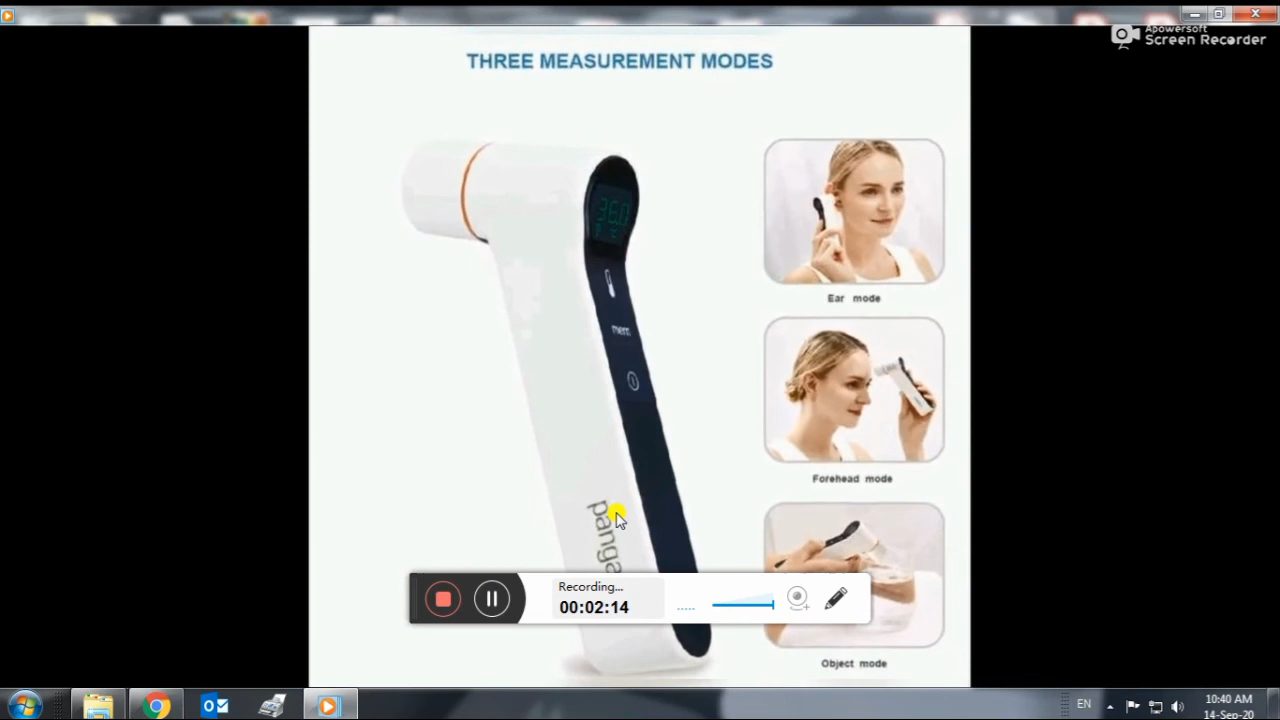 Apowersoft
Screen Recorder
THREE MEASUREMENT MODES
36.0
mem
Ear mode
Forehead mode
panga
Recording...
00:02:14
Object mode
EN
10:40 AM
14-Sep-20